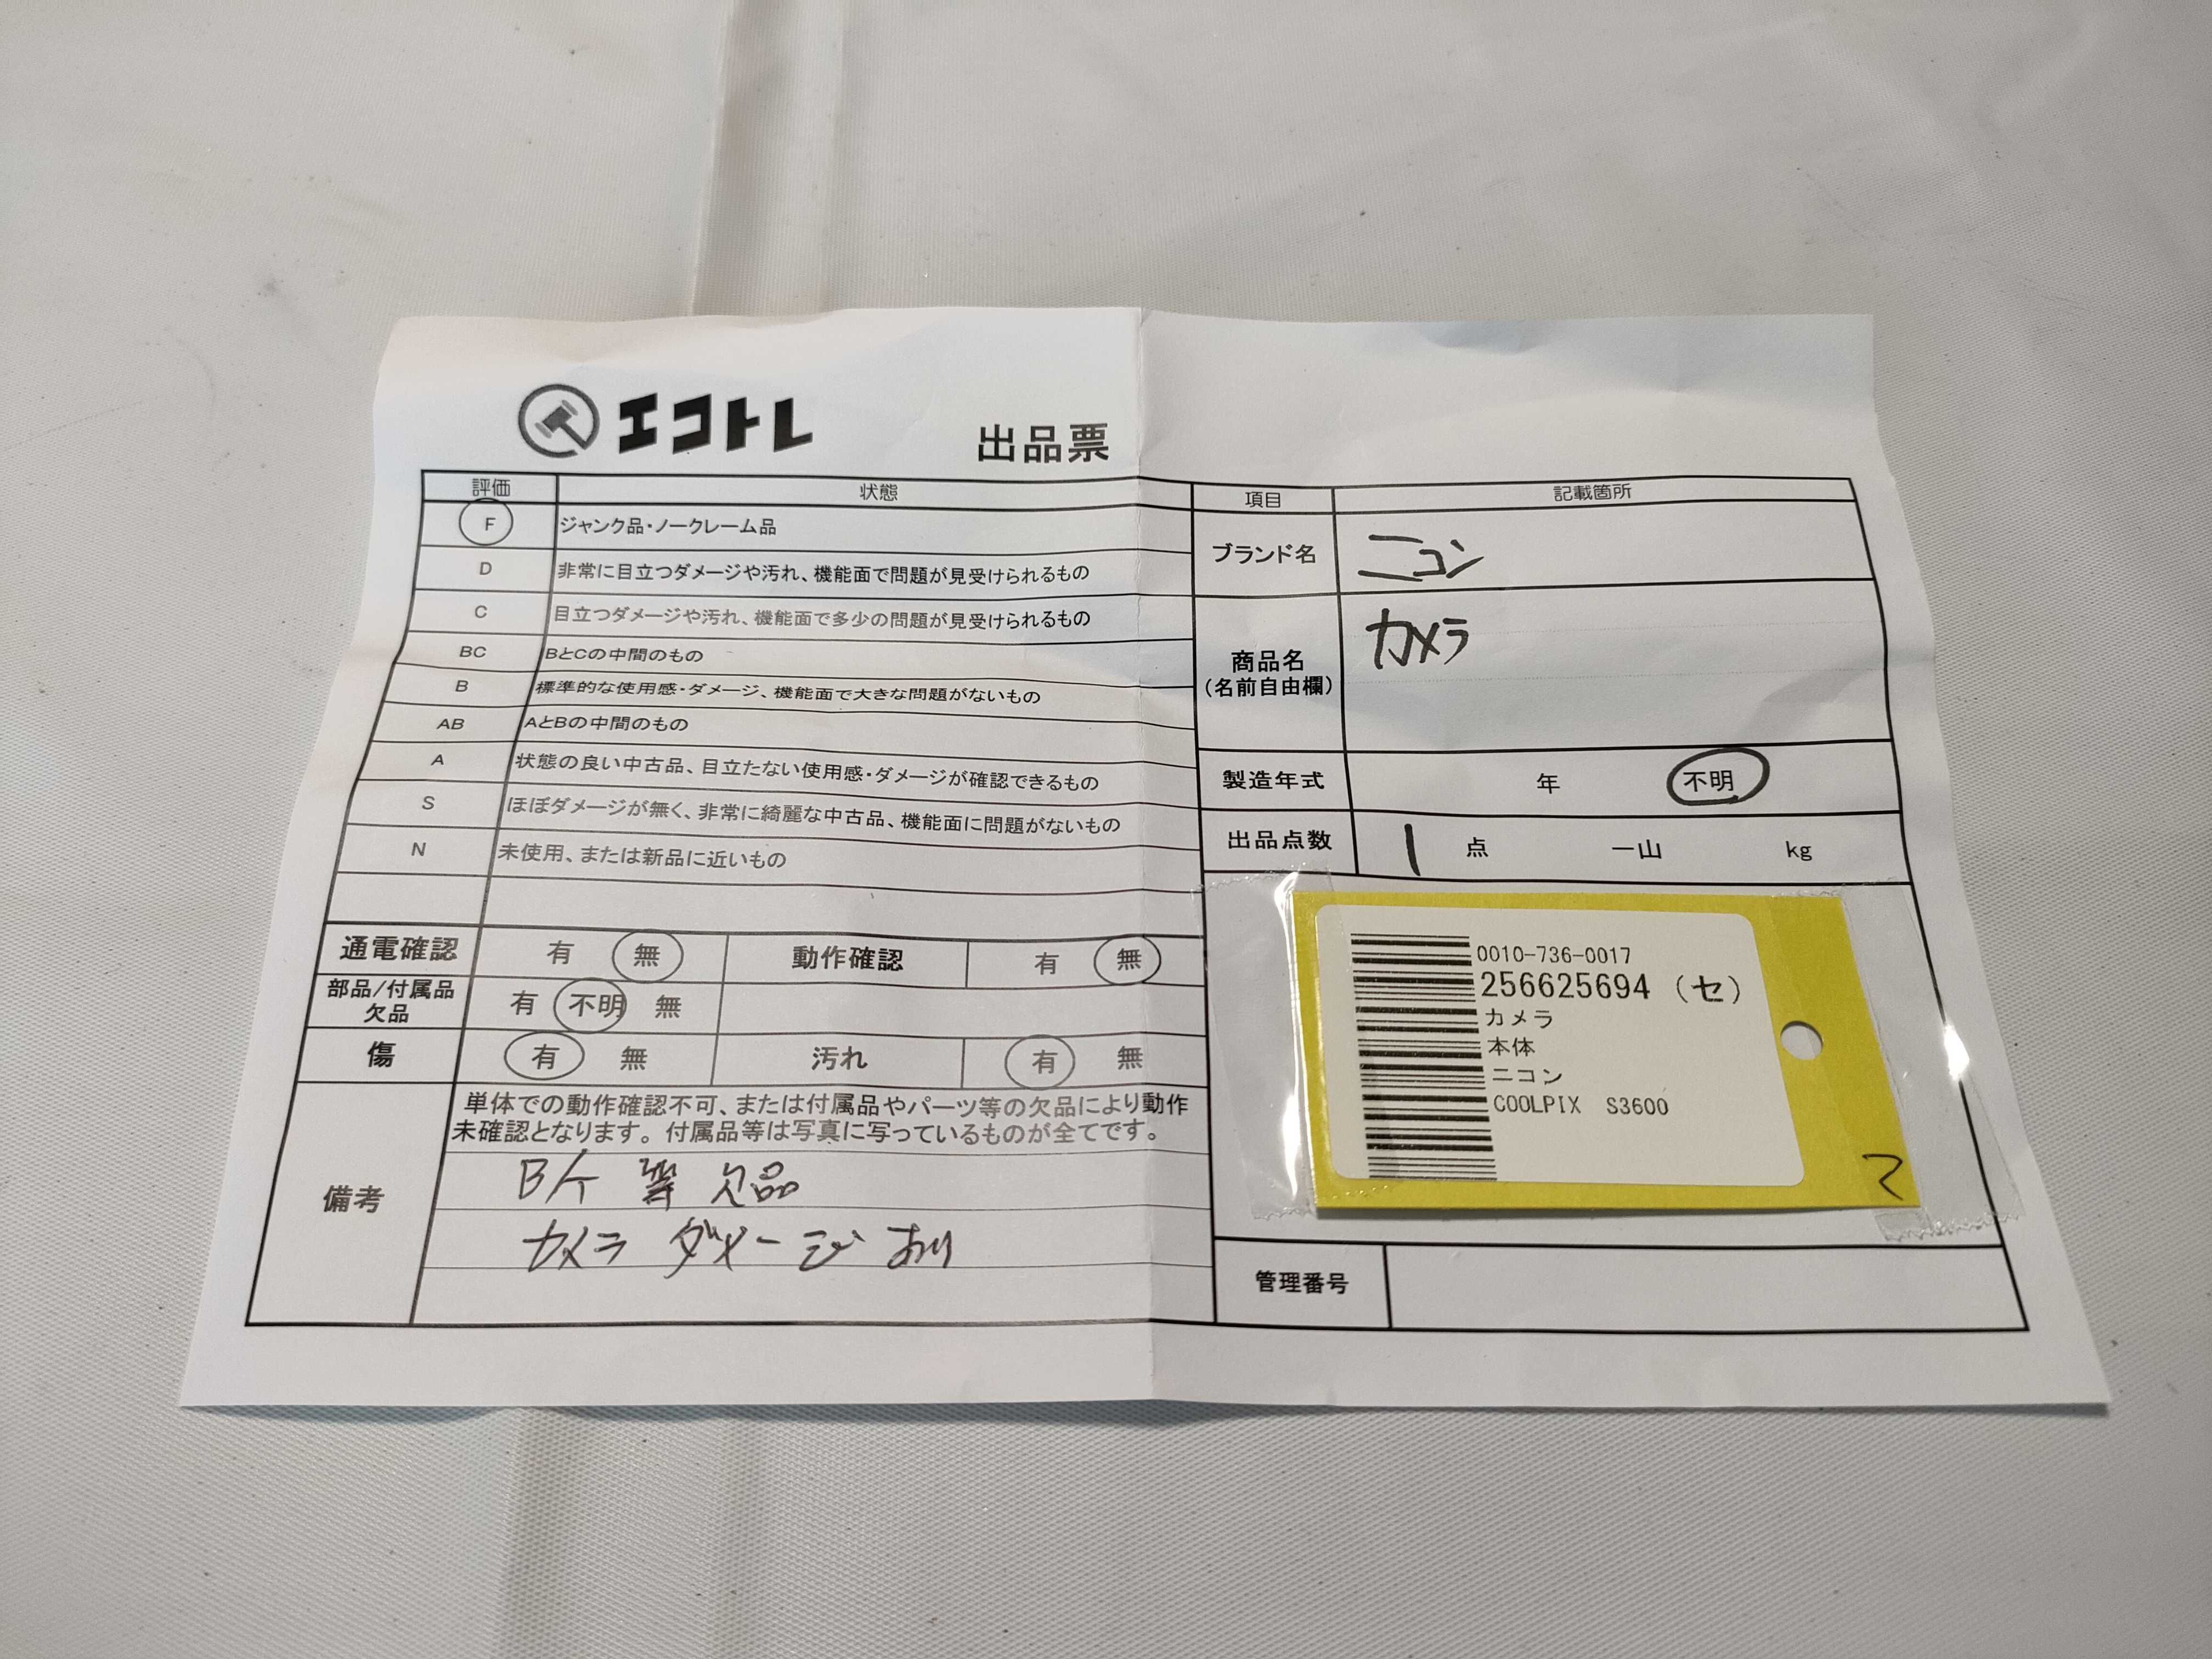 エコトレ
出品票
評価 状態
F ジャンク品・ノークレーム品
D 非常に目立つダメージや汚れ、機能面で問題が見受けられるもの
C 目立つダメージや汚れ、機能面で多少の問題が見受けられるもの
BC BとCの中間のもの
B 標準的な使用感・ダメージ、機能面で大きな問題がないもの
AB AとBの中間のもの
A 状態の良い中古品、目立たない使用感・ダメージが確認できるもの
S ほぼダメージが無く、非常に綺麗な中古品、機能面に問題がないもの
N 未使用、または新品に近いもの
通電確認 有 無 動作確認 有 無
部品/付属品
欠品
有 不明 無
傷 有 無 汚れ 有 無
備考
単体での動作確認不可、または付属品やパーツ等の欠品により動作
未確認となります。付属品等は写真に写っているものが全てです。
等 欠品
カメラ ダメージ あり
項目 記載箇所
ブランド名 ニコン
商品名
(名前自由欄)
カメラ
製造年式 年 不明
出品点数 1 点 一山 kg
0010-736-0017
256625694 (セ)
カメラ
本体
ニコン
COOLPIX S3600
管理番号